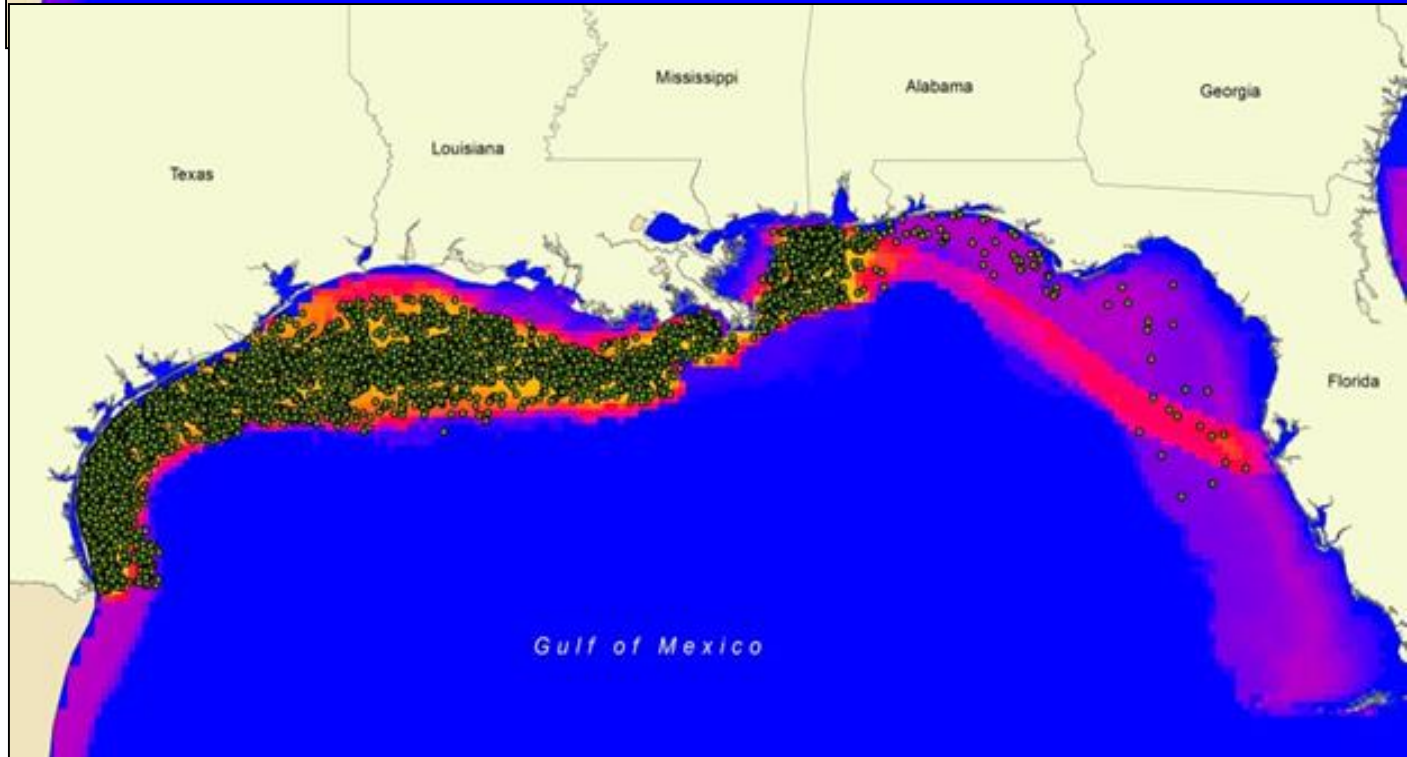 Mississippi
Alabama
Georgia
Louisiana
Texas
Florida
Gulf of Mexico